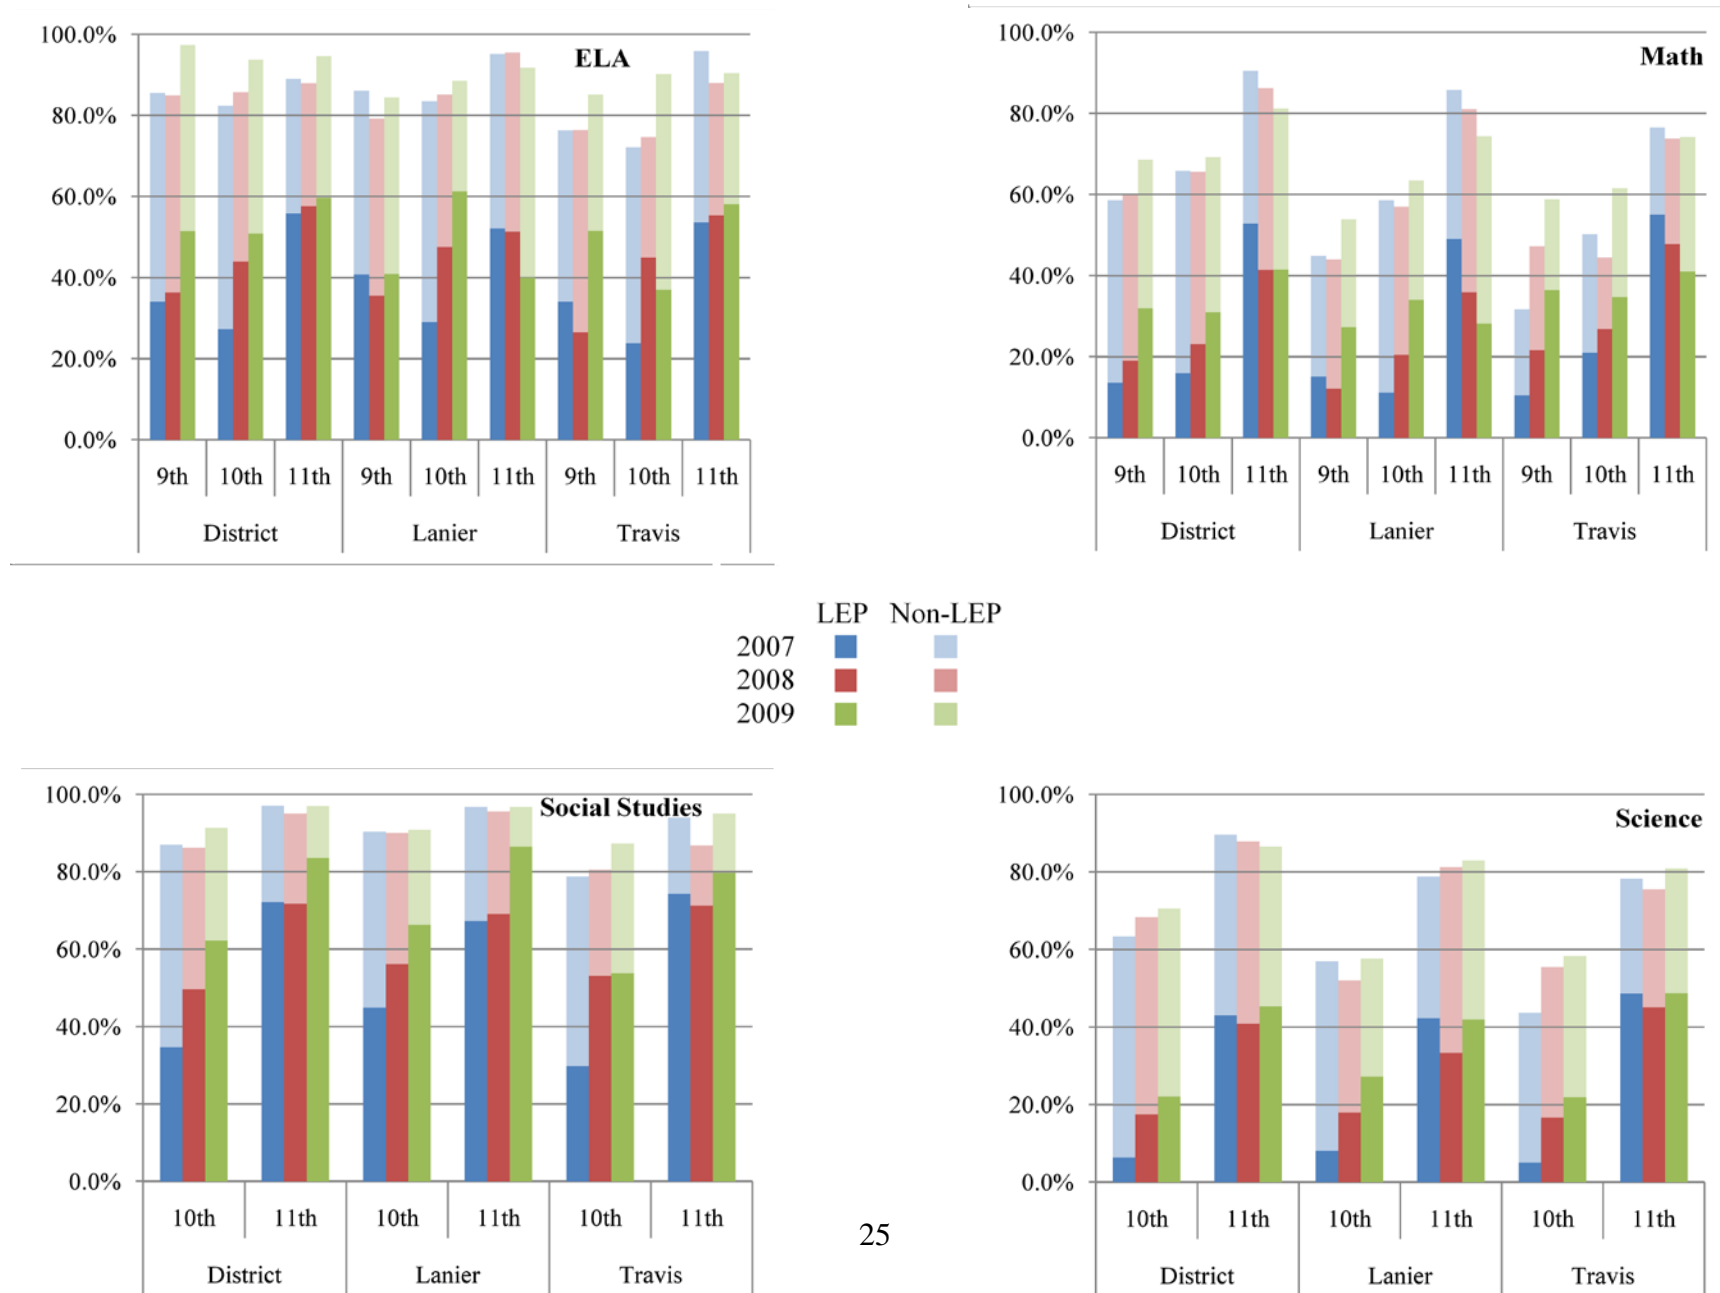 ELA
100.0%
80.0%
60.0%
40.0%
20.0%
0.0%
9th 10th 11th 9th 10th 11th 9th 10th 11th
District Lanier Travis
Math
100.0%
80.0%
60.0%
40.0%
20.0%
0.0%
9th 10th 11th 9th 10th 11th 9th 10th 11th
District Lanier Travis
LEP Non-LEP
2007
2008
2009
Social Studies
100.0%
80.0%
60.0%
40.0%
20.0%
0.0%
10th 11th 10th 11th 10th 11th
District Lanier Travis
25
Science
100.0%
80.0%
60.0%
40.0%
20.0%
0.0%
10th 11th 10th 11th 10th 11th
District Lanier Travis